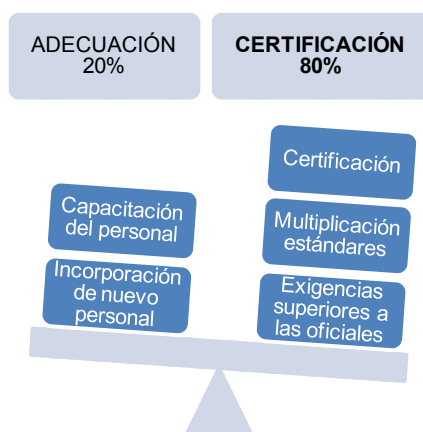 ADECUACIÓN
20%
CERTIFICACIÓN
80%
Capacitación
del personal
Incorporación
de nuevo
personal
Certificación
Multiplicación
estándares
Exigencias
superiores a
las oficiales